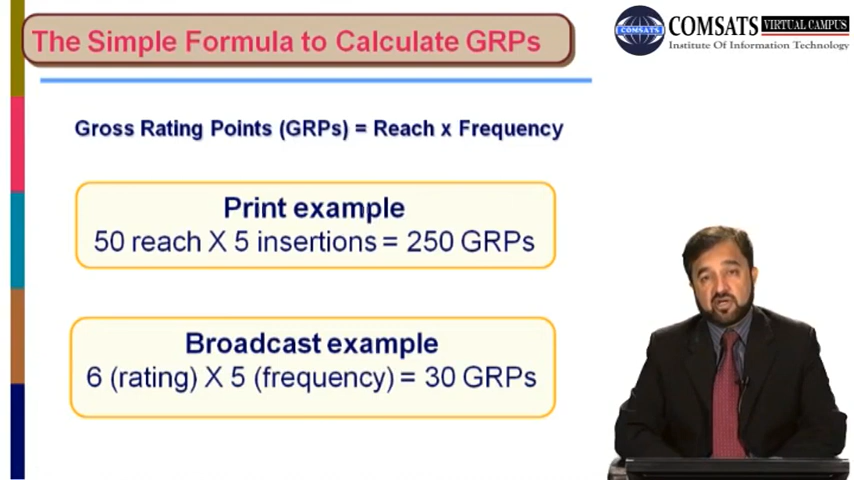 The Simple Formula to Calculate GRPs
COMSATS
COMSATS VIRTUAL CAMPUS
Institute Of Information Technology
Gross Rating Points (GRPs) = Reach x Frequency
Print example
50 reach X 5 insertions = 250 GRPs
Broadcast example
6 (rating) X 5 (frequency) = 30 GRPs